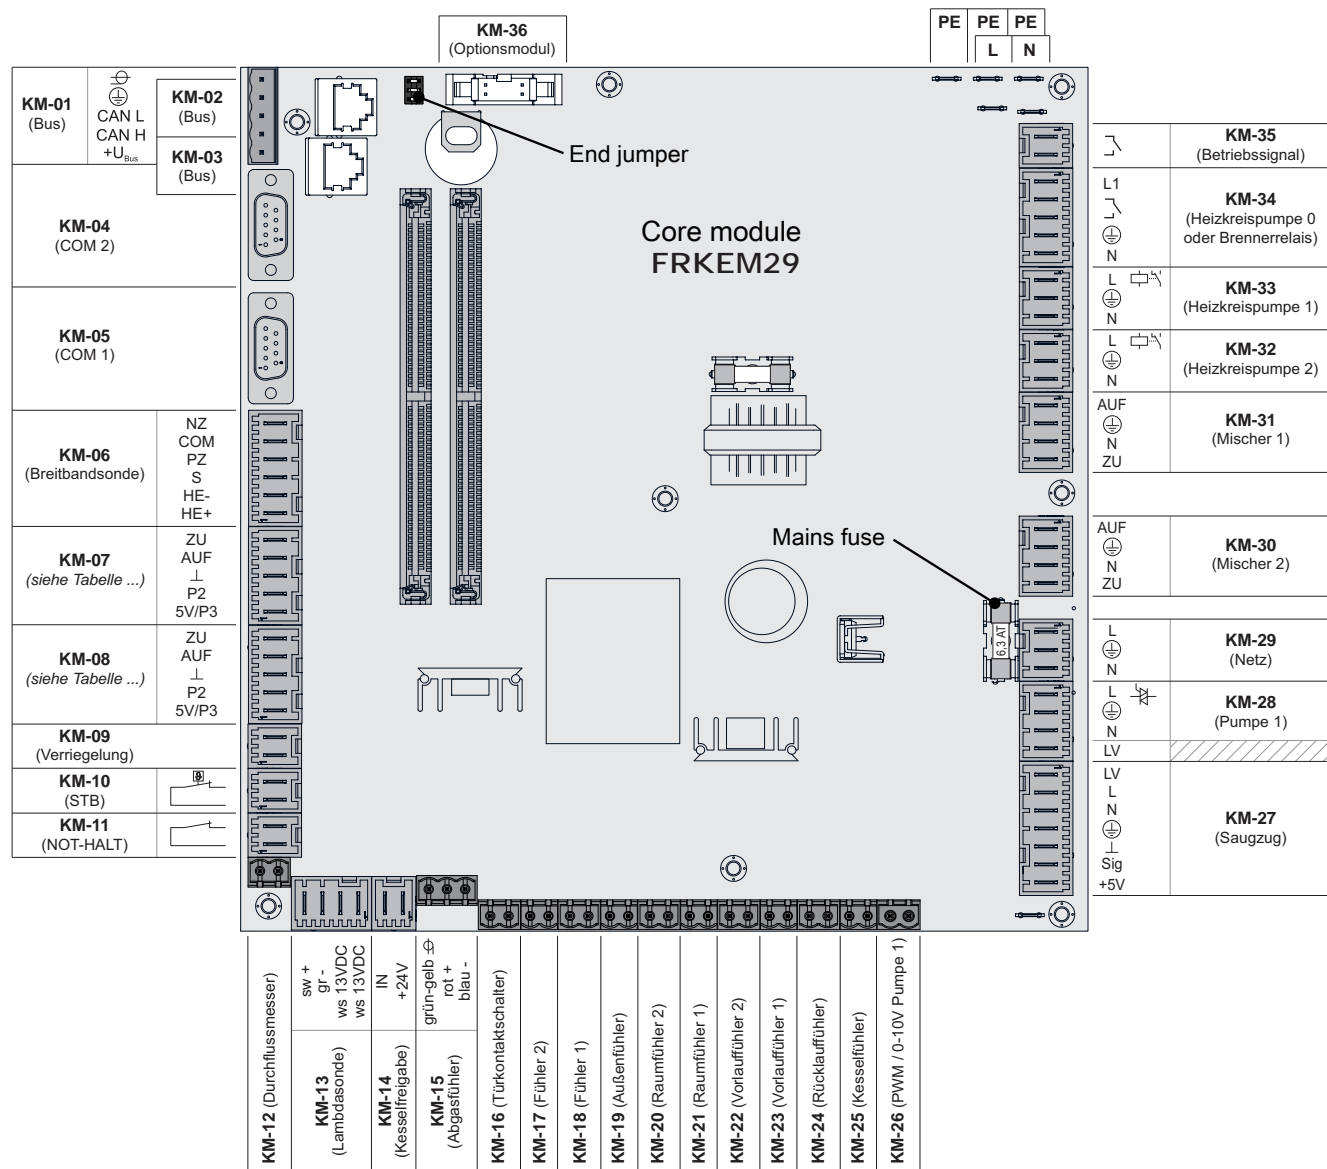 KM-36
(Optionsmodul)
PE PE PE
L N
KM-01
(Bus)
CAN L
CAN H
+UBus
KM-02
(Bus)
KM-03
(Bus)
KM-04
(COM 2)
KM-05
(COM 1)
KM-06
(Breitbandsonde)
NZ
COM
PZ
S
HE-
HE+
KM-07
(siehe Tabelle ...)
ZU
AUF
⊥
P2
5V/P3
KM-08
(siehe Tabelle ...)
ZU
AUF
⊥
P2
5V/P3
KM-09
(Verriegelung)
KM-10
(STB)
KM-11
(NOT-HALT)
End jumper
Core module
FRKEM29
Mains fuse
6,3 AT
KM-35
(Betriebssignal)
L1
N
KM-34
(Heizkreispumpe 0
oder Brennerrelais)
L
N
KM-33
(Heizkreispumpe 1)
L
N
KM-32
(Heizkreispumpe 2)
AUF
N
ZU
KM-31
(Mischer 1)
AUF
N
ZU
KM-30
(Mischer 2)
L
N
KM-29
(Netz)
L
N
KM-28
(Pumpe 1)
LV
LV
L
N
⊥
Sig
+5V
KM-27
(Saugzug)
KM-12 (Durchflussmesser)
sw +
gr -
ws 13VDC
ws 13VDC
KM-13
(Lambdasonde)
IN
+24V
KM-14
(Kesselfreigabe)
grün-gelb
rot +
blau -
KM-15
(Abgasfühler)
KM-16 (Türkontaktschalter)
KM-17 (Fühler 2)
KM-18 (Fühler 1)
KM-19 (Außenfühler)
KM-20 (Raumfühler 2)
KM-21 (Raumfühler 1)
KM-22 (Vorlauffühler 2)
KM-23 (Vorlauffühler 1)
KM-24 (Rücklauffühler)
KM-25 (Kesselfühler)
KM-26 (PWM / 0-10V Pumpe 1)